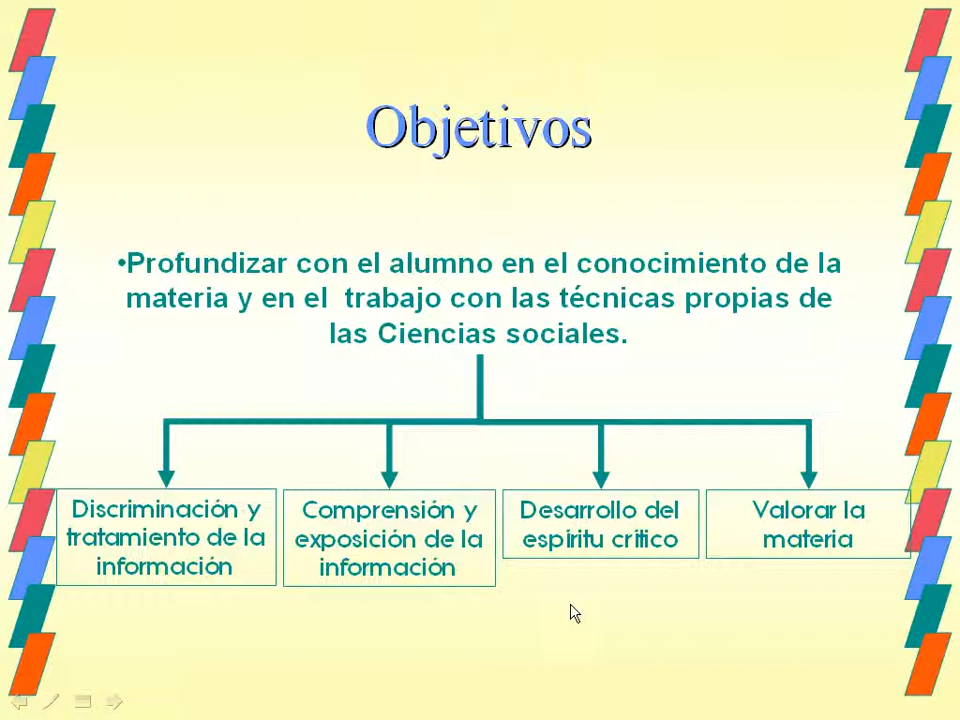 Objetivos
•Profundizar con el alumno en el conocimiento de la
materia y en el trabajo con las técnicas propias de
las Ciencias sociales.
Discriminación y
tratamiento de la
información
Comprensión y
exposición de la
información
Desarrollo del
espíritu crítico
Valorar la
materia